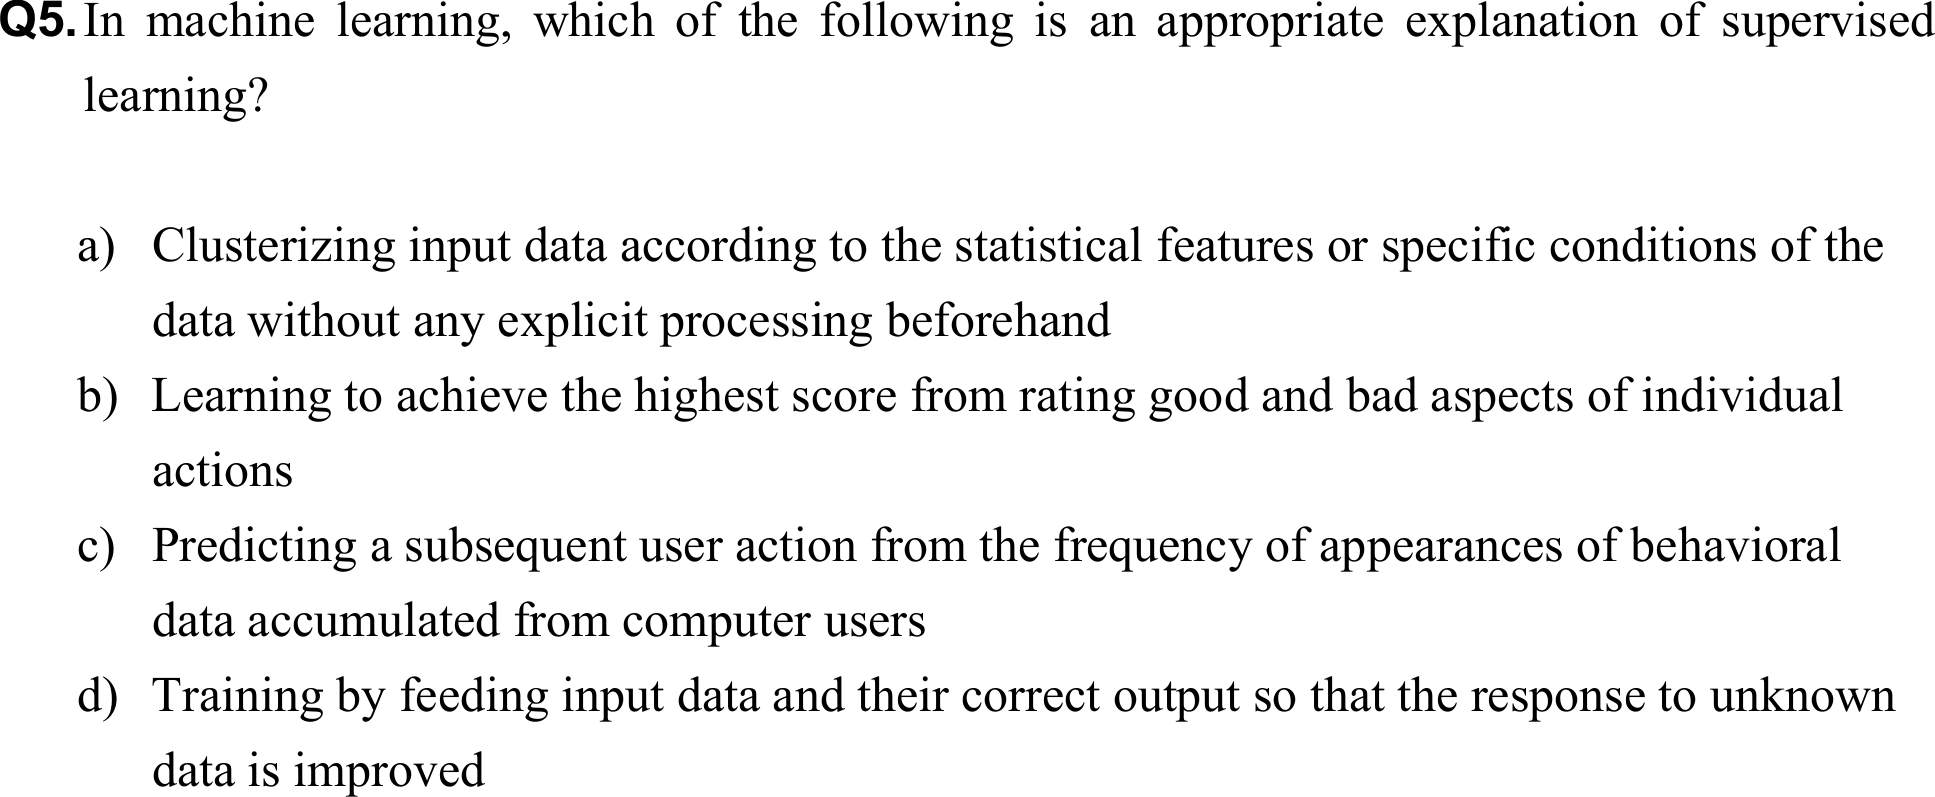 Q5. In machine learning, which of the following is an appropriate explanation of supervised
learning?
a) Clusterizing input data according to the statistical features or specific conditions of the
data without any explicit processing beforehand
b) Learning to achieve the highest score from rating good and bad aspects of individual
actions
c) Predicting a subsequent user action from the frequency of appearances of behavioral
data accumulated from computer users
d) Training by feeding input data and their correct output so that the response to unknown
data is improved